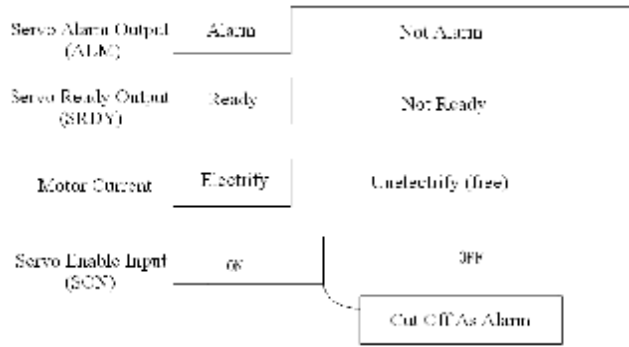 Servo Alarm Output
(ALM)
Alarm
Not Alarm
Servo Ready Output
(SRDY)
Ready
Not Ready
Motor Current
Electrify
Unelectrify (free)
Servo Enable Input
(SON)
ON
OFF
Cut Off As Alarm